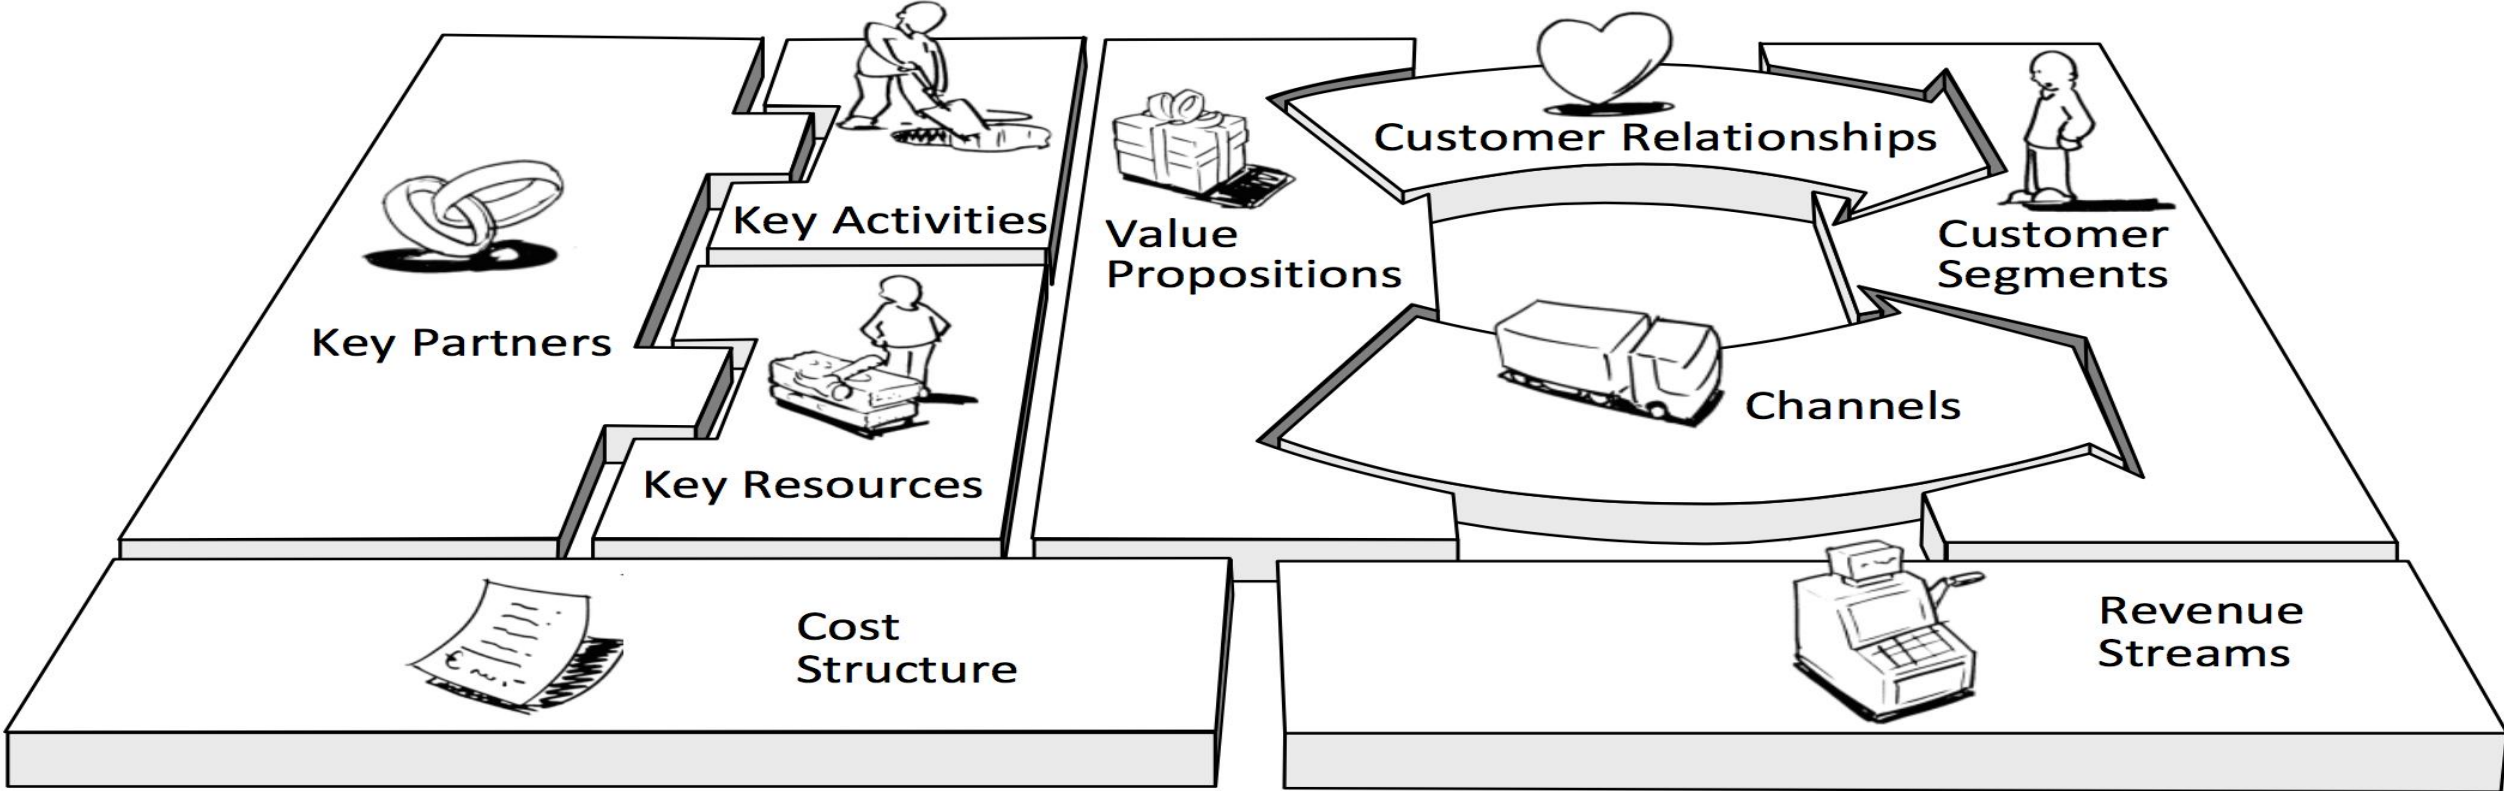 Key Partners
Key Activities
Key Resources
Value
Propositions
Customer Relationships
Channels
Customer
Segments
Cost
Structure
Revenue
Streams